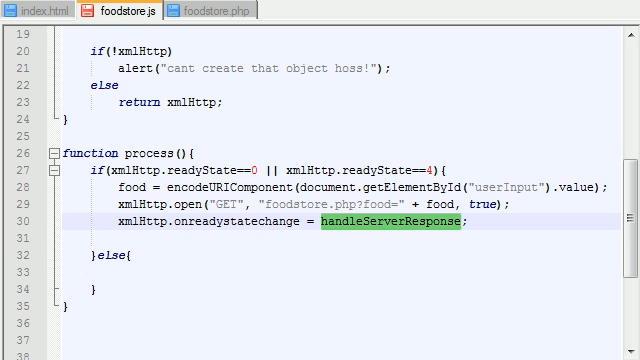 index.html foodstore.js foodstore.php
19
20 if(!xmlHttp)
21 alert("cant create that object hoss!");
22 else
23 return xmlHttp;
24 }
25
26 function process(){
27 if(xmlHttp.readyState==0 || xmlHttp.readyState==4){
28 food = encodeURIComponent(document.getElementById("userInput").value);
29 xmlHttp.open("GET", "foodstore.php?food=" + food, true);
30 xmlHttp.onreadystatechange = handleServerResponse;
31
32 }else{
33
34 }
35 }
36
37
38